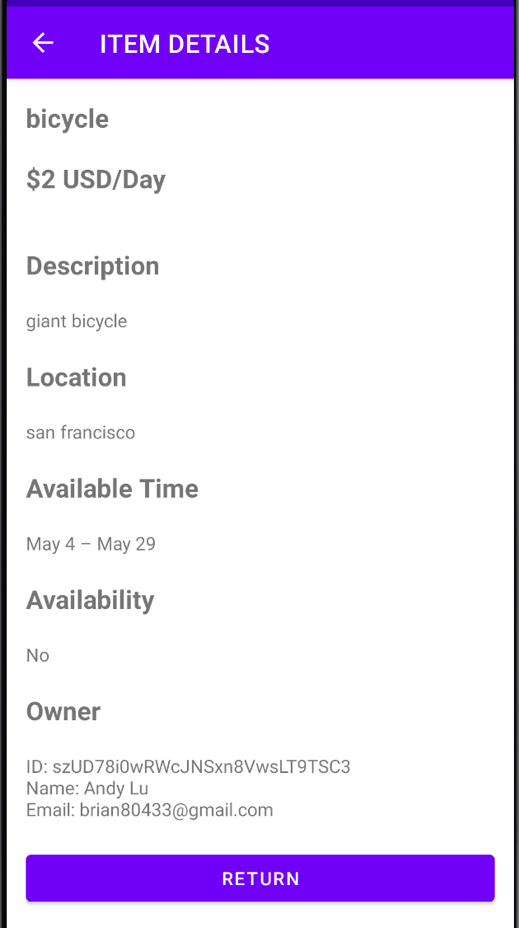 ITEM DETAILS
bicycle
$2 USD/Day
Description
giant bicycle
Location
san francisco
Available Time
May 4 – May 29
Availability
No
Owner
ID: szUD78i0wRWcJNSxn8VwsLT9TSC3
Name: Andy Lu
Email: brian80433@gmail.com
RETURN